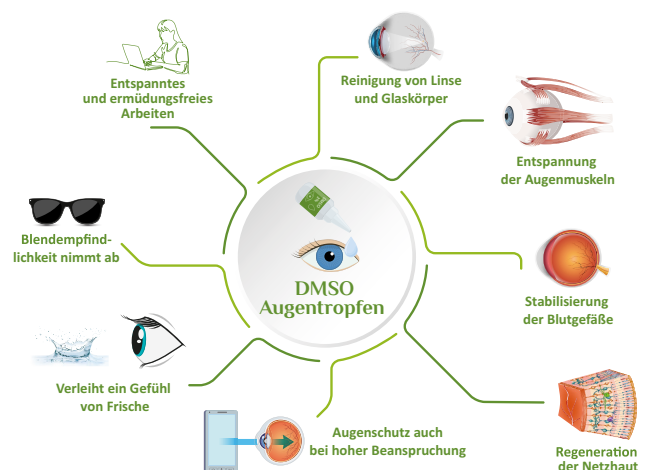 Entspanntes
und ermüdungsfreies
Arbeiten
Reinigung von Linse
und Glaskörper
Entspannung
der Augenmuskeln
Blendempfind-
lichkeit nimmt ab
DMSO
Augentropfen
Stabilisierung
der Blutgefäße
Verleiht ein Gefühl
von Frische
Augenschutz auch
bei hoher Beanspruchung
Regeneration
der Netzhaut